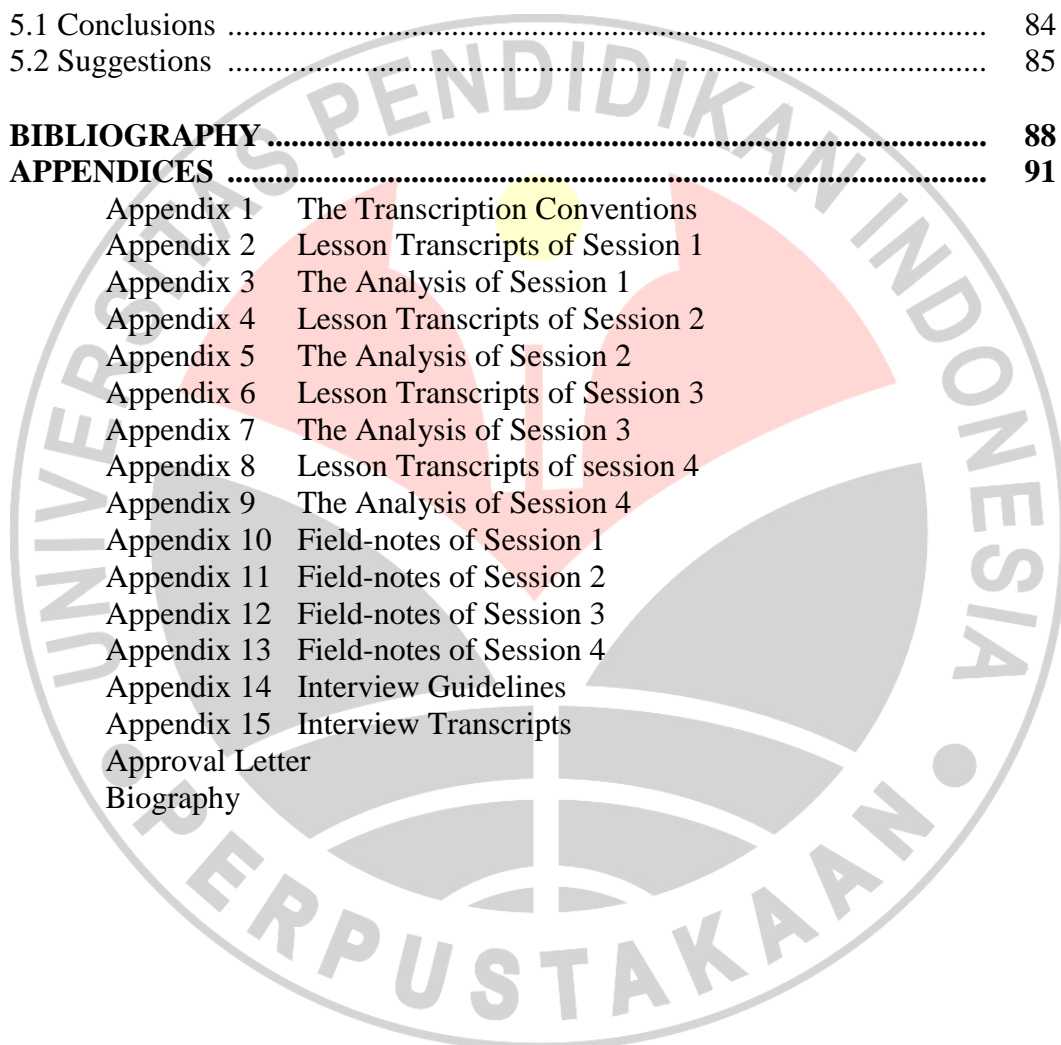 5.1 Conclusions ............................................................................................... 84
5.2 Suggestions ............................................................................................... 85
BIBLIOGRAPHY.......................................................................................... 88
APPENDICES ............................................................................................... 91
Appendix 1 The Transcription Conventions
Appendix 2 Lesson Transcripts of Session 1
Appendix 3 The Analysis of Session 1
Appendix 4 Lesson Transcripts of Session 2
Appendix 5 The Analysis of Session 2
Appendix 6 Lesson Transcripts of Session 3
Appendix 7 The Analysis of Session 3
Appendix 8 Lesson Transcripts of session 4
Appendix 9 The Analysis of Session 4
Appendix 10 Field-notes of Session 1
Appendix 11 Field-notes of Session 2
Appendix 12 Field-notes of Session 3
Appendix 13 Field-notes of Session 4
Appendix 14 Interview Guidelines
Appendix 15 Interview Transcripts
Approval Letter
Biography
UNIVERSITAS PENDIDIKAN INDONESIA
PERPUSTAKAAN